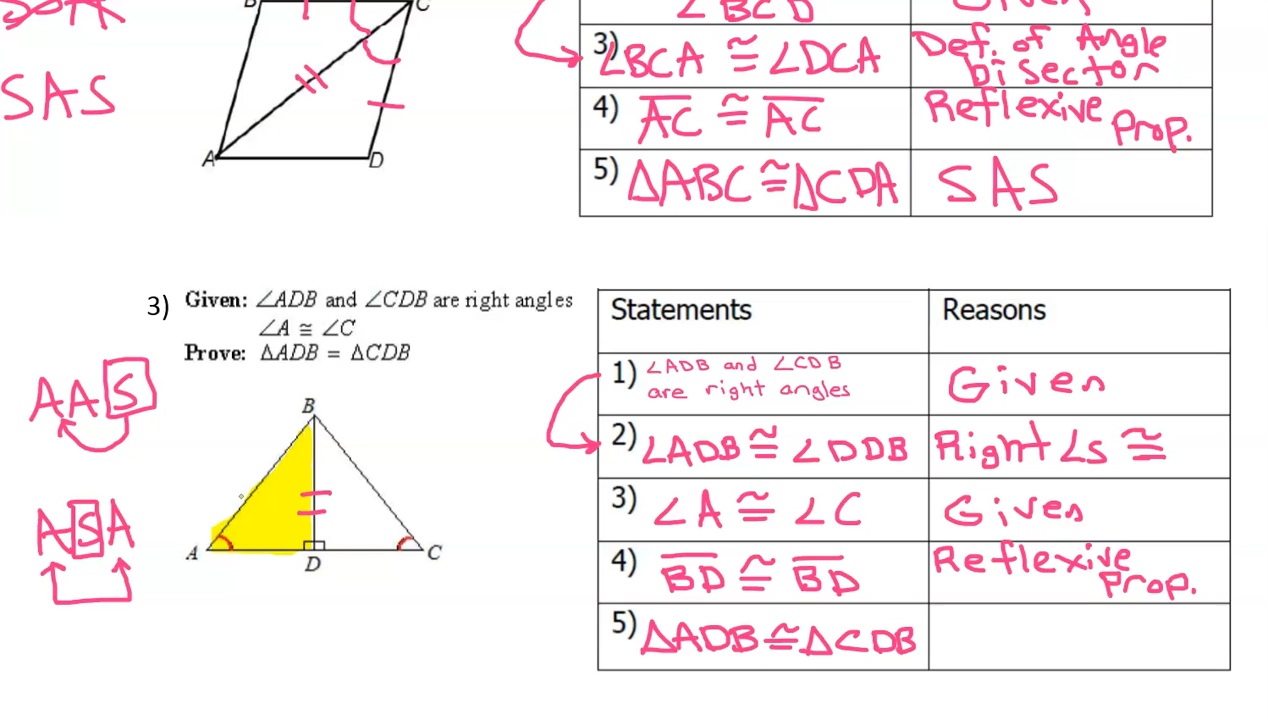 B
C
∠BCD
SAS
3) ∠BCA ≅ ∠DCA
Def. of Angle
bisector
4) AC ≅ AC
Reflexive
Prop.
A
D
5) ΔABC ≅ ΔCDA
SAS
3) Given: ∠ADB and ∠CDB are right angles
∠A ≅ ∠C
Prove: ΔADB = ΔCDB
AAS
ASA
B
A
D
C
Statements
Reasons
1) ∠ADB and ∠CDB
are right angles
Given
2) ∠ADB ≅ ∠DDB
Right ∠s ≅
3) ∠A ≅ ∠C
Given
4) BD ≅ BD
Reflexive
Prop.
5) ΔADB ≅ ΔCDB